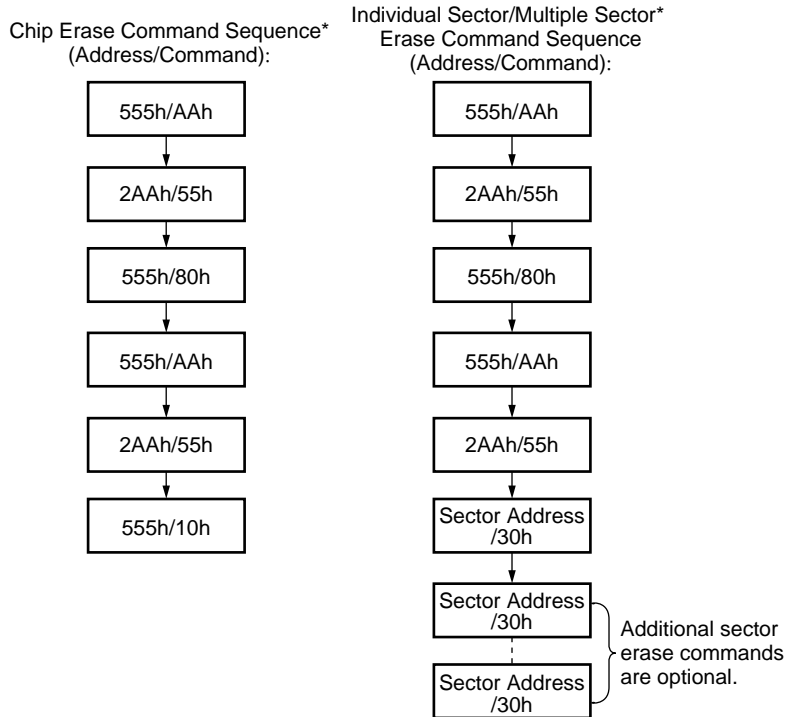 Chip Erase Command Sequence*
(Address/Command):
555h/AAh
2AAh/55h
555h/80h
555h/AAh
2AAh/55h
555h/10h
Individual Sector/Multiple Sector*
Erase Command Sequence
(Address/Command):
555h/AAh
2AAh/55h
555h/80h
555h/AAh
2AAh/55h
Sector Address
/30h
Sector Address
/30h
Sector Address
/30h
Additional sector
erase commands
are optional.